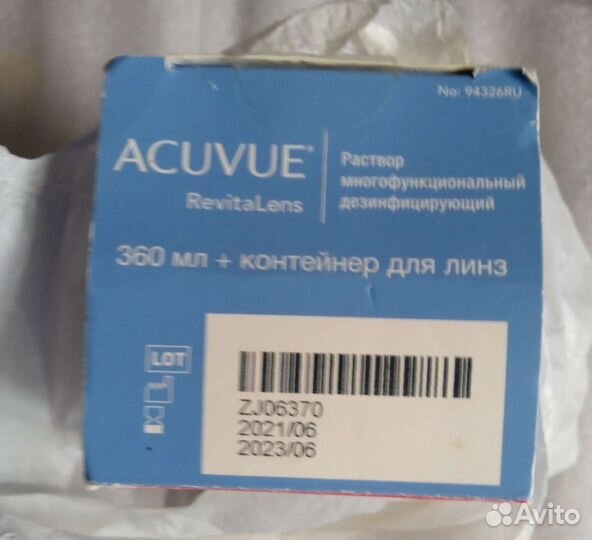 No: 94326RU
ACUVUE®
RevitaLens
Раствор
многофункциональный
дезинфицирующий
360 мл + контейнер для линз
LOT
ZJ06370
2021/06
2023/06
Avito